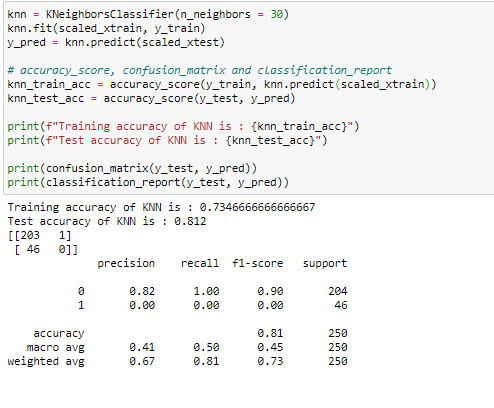 knn = KNeighborsClassifier(n_neighbors = 30)
knn.fit(scaled_xtrain, y_train)
y_pred = knn.predict(scaled_xtest)
# accuracy_score, confusion_matrix and classification_report
knn_train_acc = accuracy_score(y_train, knn.predict(scaled_xtrain))
knn_test_acc = accuracy_score(y_test, y_pred)
print(f"Training accuracy of KNN is : {knn_train_acc}")
print(f"Test accuracy of KNN is : {knn_test_acc}")
print(confusion_matrix(y_test, y_pred))
print(classification_report(y_test, y_pred))
Training accuracy of KNN is : 0.7346666666666667
Test accuracy of KNN is : 0.812
[[203   1]
 [ 46   0]]
precision    recall  f1-score   support
0       0.82      1.00      0.90       204
1       0.00      0.00      0.00        46
accuracy                           0.81       250
macro avg       0.41      0.50      0.45       250
weighted avg       0.67      0.81      0.73       250